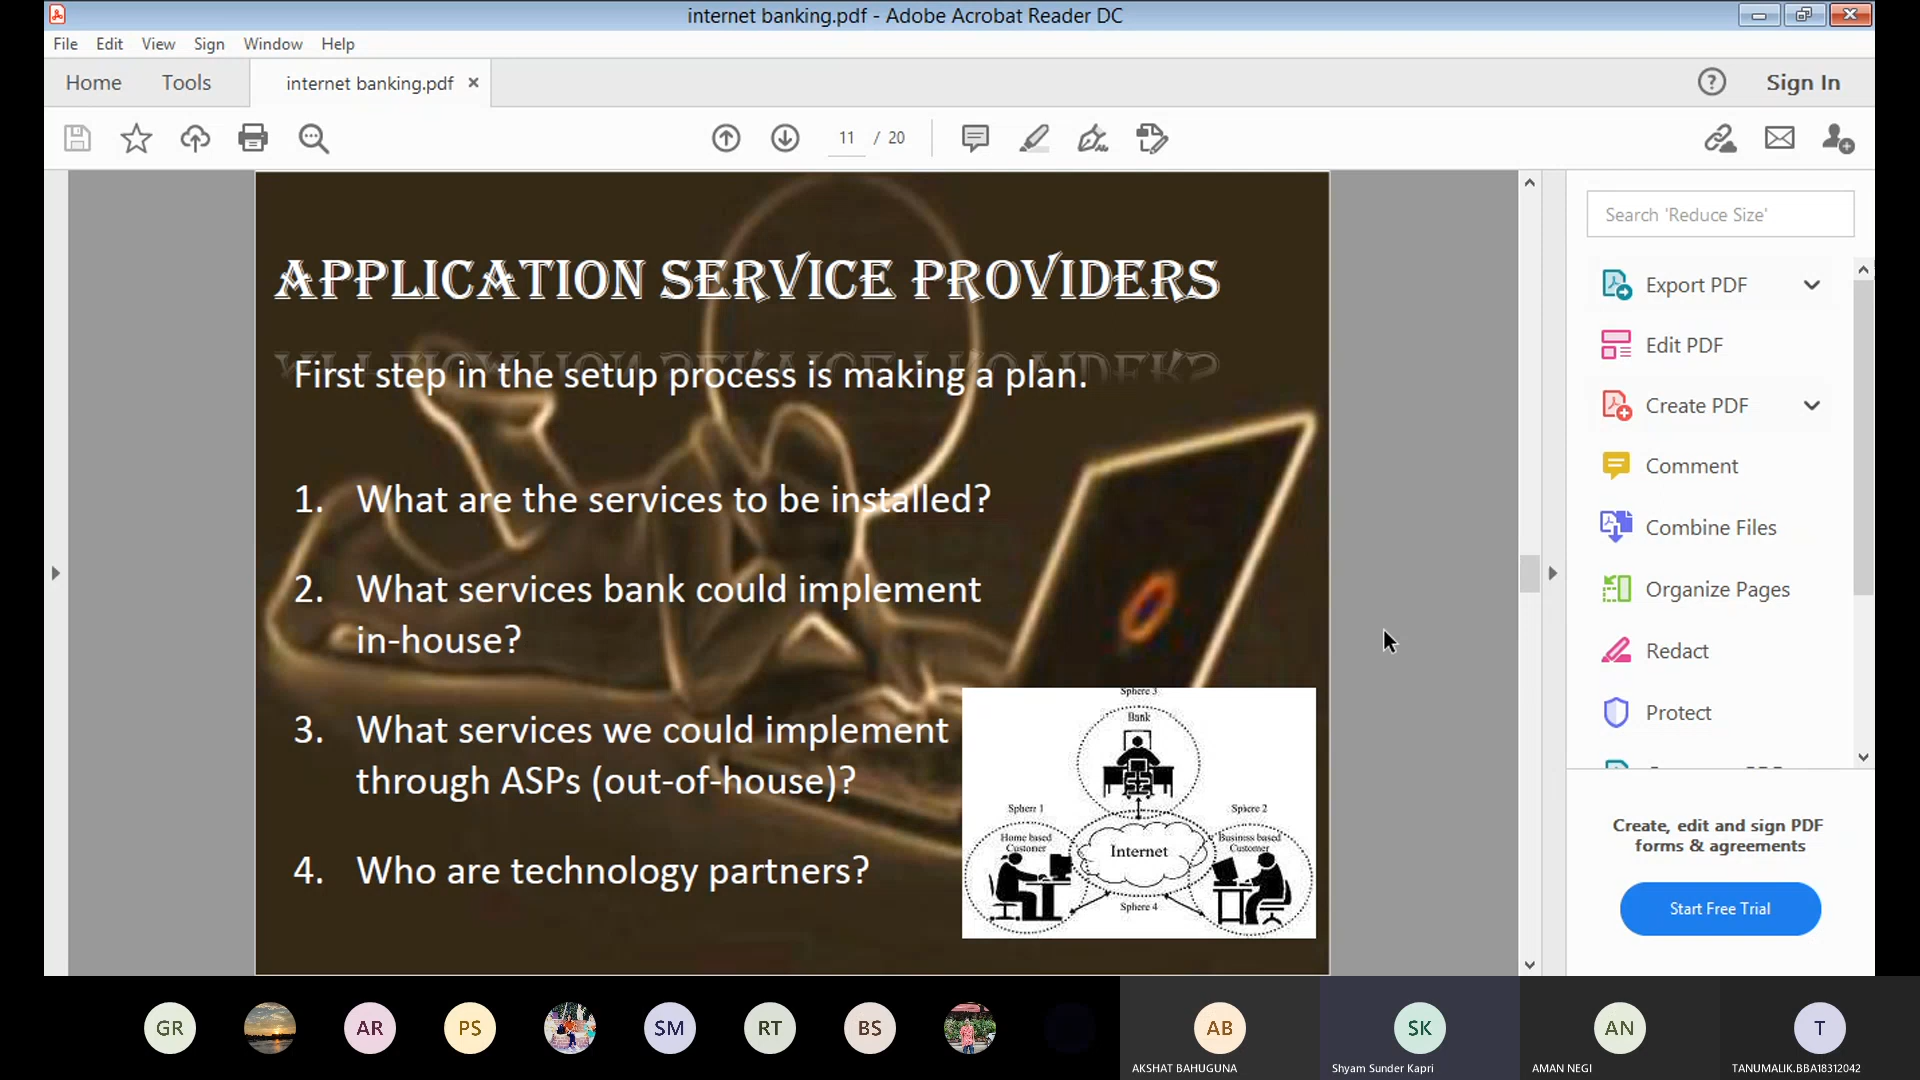 internet banking.pdf - Adobe Acrobat Reader DC
File Edit View Sign Window Help
Home Tools internet banking.pdf × Sign In
11 / 20
Search 'Reduce Size'
APPLICATION SERVICE PROVIDERS
First step in the setup process is making a plan.
1. What are the services to be installed?
2. What services bank could implement
in-house?
3. What services we could implement
through ASPs (out-of-house)?
4. Who are technology partners?
Sphere 3
Bank
Sphere 1
Sphere 2
Home based
Customer
Business based
Customer
Internet
Sphere 4
Export PDF
Edit PDF
Create PDF
Comment
Combine Files
Organize Pages
Redact
Protect
Create, edit and sign PDF
forms & agreements
Start Free Trial
GR AR PS SM RT BS AB SK AN T
AKSHAT BAHUGUNA Shyam Sunder Kapri AMAN NEGI TANUMALIK.BBA18312042